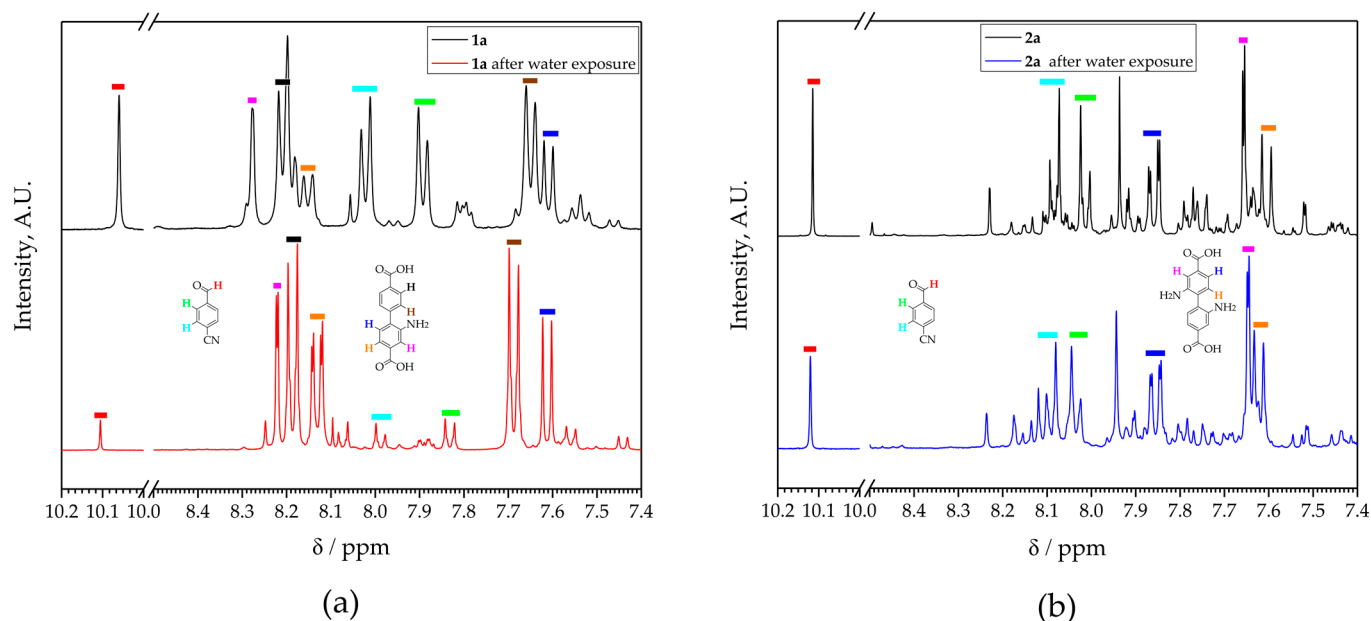 1a
1a after water exposure
Intensity, A.U.
O
H
H
H
CN
O
OH
H
H
H
NH2
H
H
O
OH
10.2 10.1 10.0 8.4 8.3 8.2 8.1 8.0 7.9 7.8 7.7 7.6 7.5 7.4
δ / ppm
(a)
2a
2a after water exposure
Intensity, A.U.
O
H
H
H
CN
O
OH
H
H
H2N
H
NH2
O
OH
10.2 10.1 10.0 8.4 8.3 8.2 8.1 8.0 7.9 7.8 7.7 7.6 7.5 7.4
δ / ppm
(b)